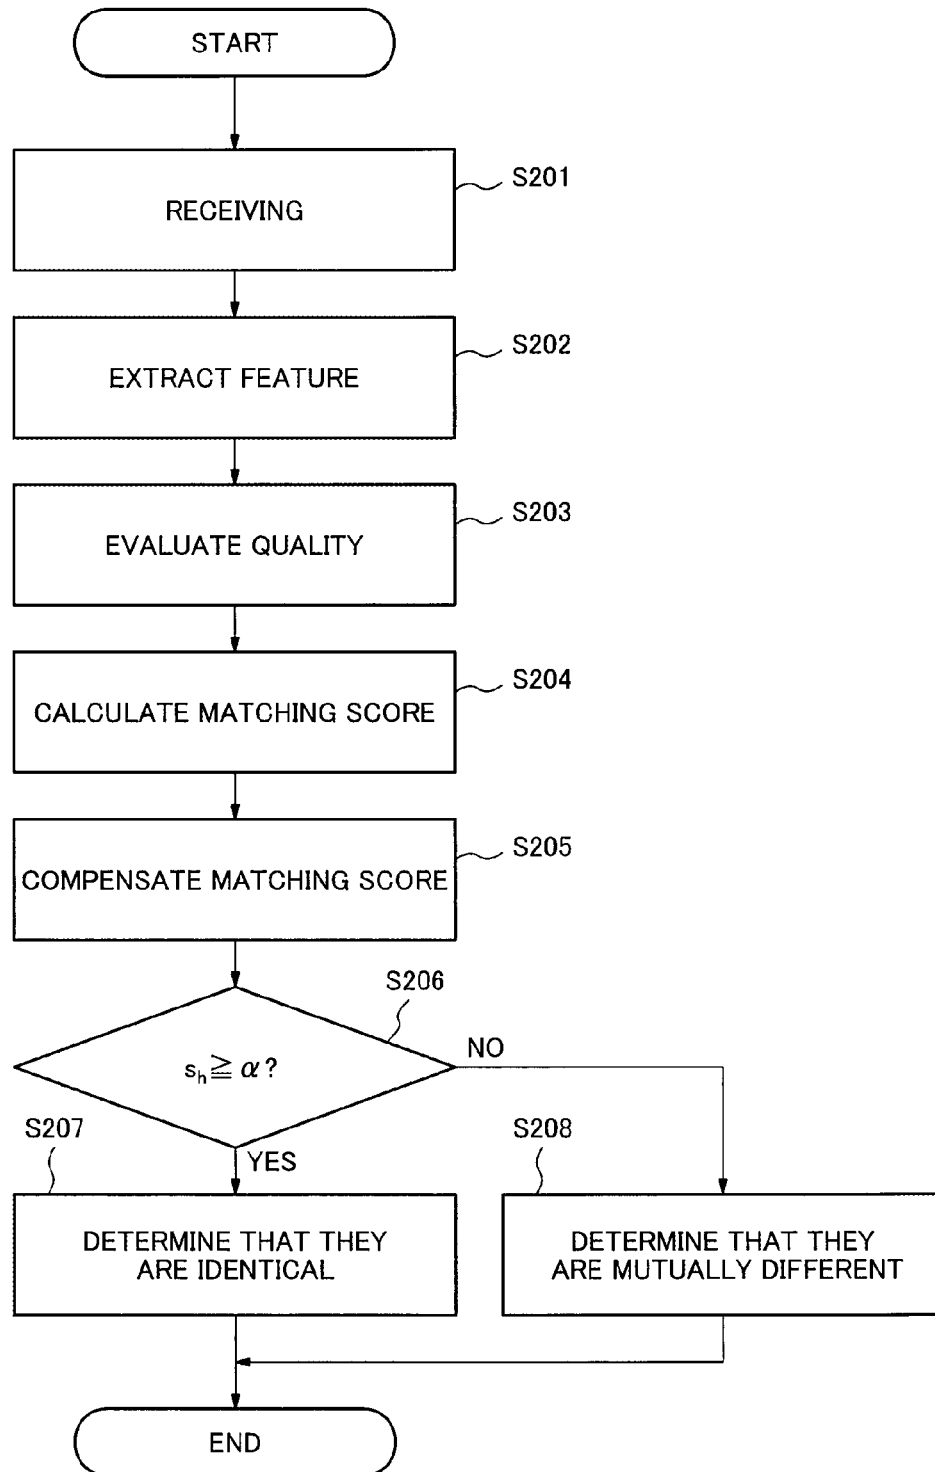 START
S201
RECEIVING
S202
EXTRACT FEATURE
S203
EVALUATE QUALITY
S204
CALCULATE MATCHING SCORE
S205
COMPENSATE MATCHING SCORE
S206
sₕ≧α?
NO
YES
S207
DETERMINE THAT THEY
ARE IDENTICAL
S208
DETERMINE THAT THEY
ARE MUTUALLY DIFFERENT
END